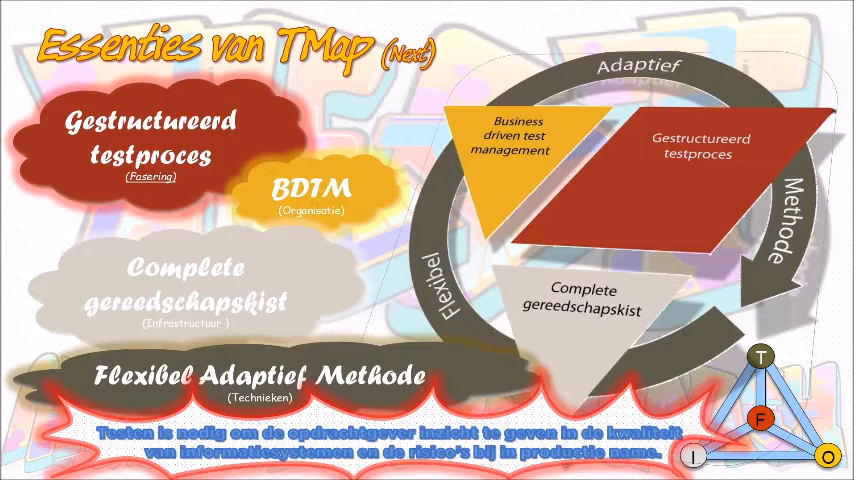 Essenties van TMap (Next)
Gestructureerd
testproces
(Fasering)
BDTM
(Organisatie)
Complete
gereedschapskist
(Infrastructuur )
Flexibel Adaptief Methode
(Technieken)
Adaptief
Methode
Flexibel
Business
driven test
management
Gestructureerd
testproces
Complete
gereedschapskist
Testen is nodig om de opdrachtgever inzicht te geven in de kwaliteit
van informatiesystemen en de risico's bij in productie name.
T
F
I
O